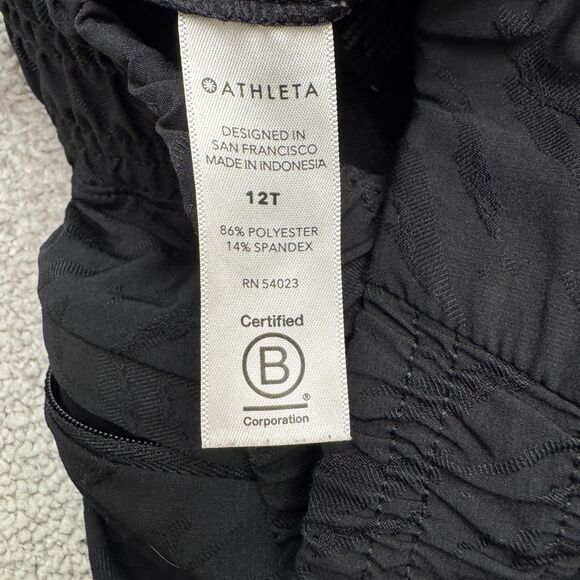 ATHLETA
DESIGNED IN
SAN FRANCISCO
MADE IN INDONESIA
12T
86% POLYESTER
14% SPANDEX
RN 54023
Certified
B
®
Corporation